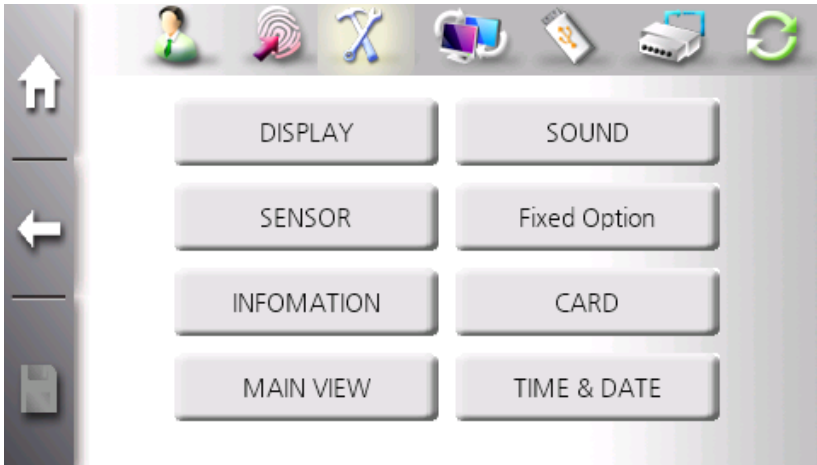 DISPLAY
SOUND
SENSOR
Fixed Option
INFOMATION
CARD
MAIN VIEW
TIME & DATE